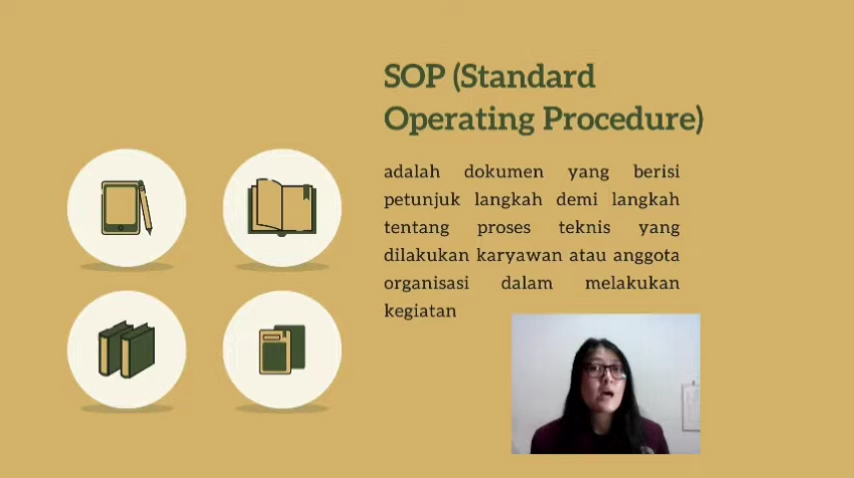 SOP (Standard
Operating Procedure)
adalah dokumen yang berisi
petunjuk langkah demi langkah
tentang proses teknis yang
dilakukan karyawan atau anggota
organisasi dalam melakukan
kegiatan